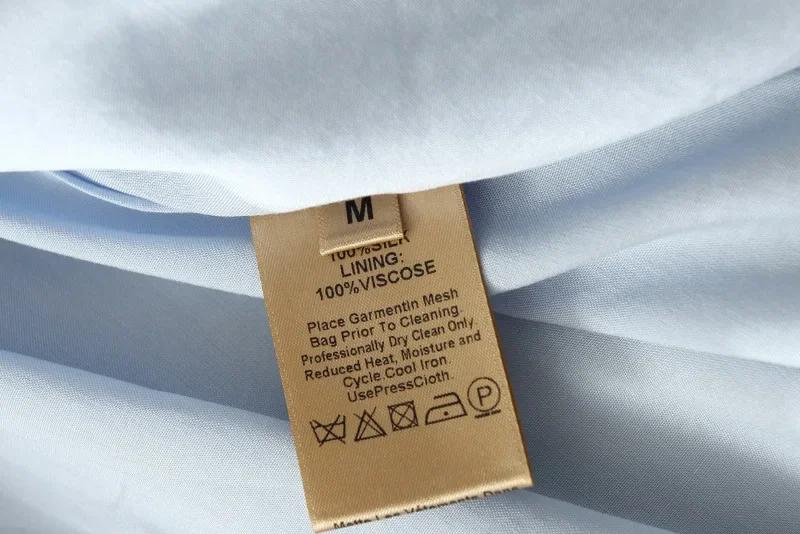 M
100%SILK
LINING:
100%VISCOSE
Place Garmentin Mesh
Bag Prior To Cleaning.
Professionally Dry Clean Only.
Reduced Heat, Moisture and
Cycle Cool Iron.
UsePressCloth.
P